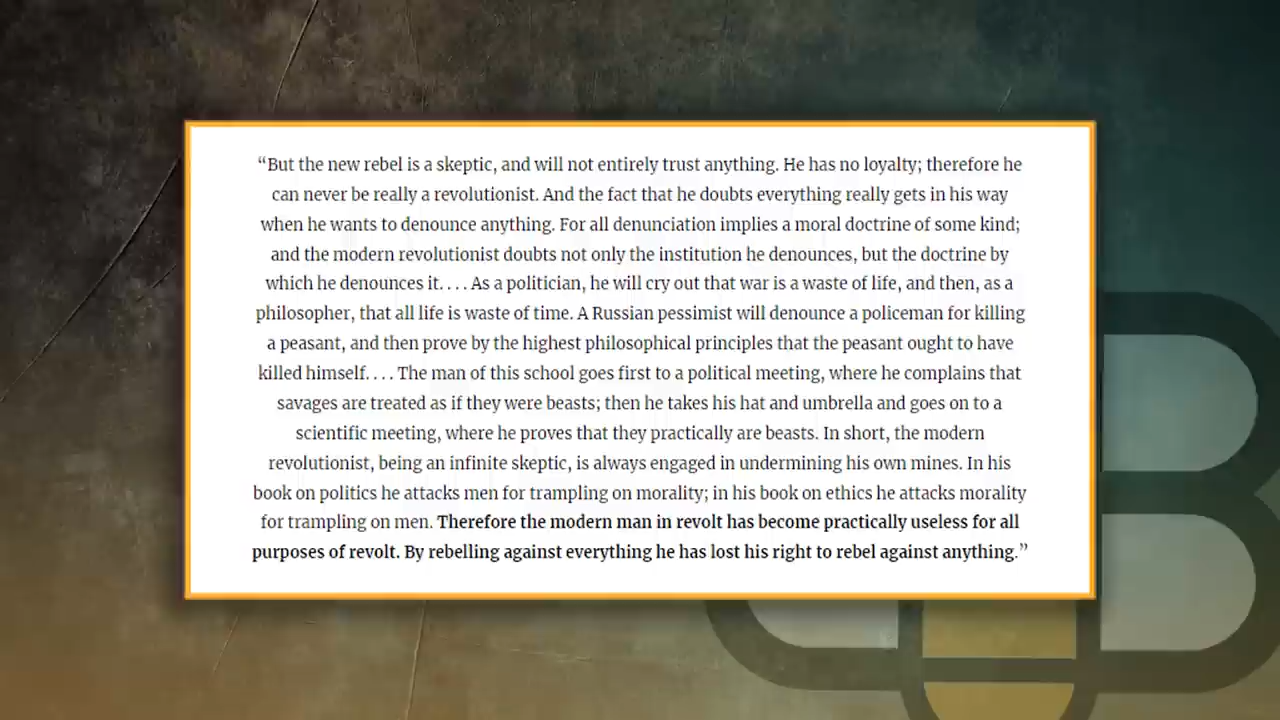 “But the new rebel is a skeptic, and will not entirely trust anything. He has no loyalty; therefore he
can never be really a revolutionist. And the fact that he doubts everything really gets in his way
when he wants to denounce anything. For all denunciation implies a moral doctrine of some kind;
and the modern revolutionist doubts not only the institution he denounces, but the doctrine by
which he denounces it. . . . As a politician, he will cry out that war is a waste of life, and then, as a
philosopher, that all life is waste of time. A Russian pessimist will denounce a policeman for killing
a peasant, and then prove by the highest philosophical principles that the peasant ought to have
killed himself. . . . The man of this school goes first to a political meeting, where he complains that
savages are treated as if they were beasts; then he takes his hat and umbrella and goes on to a
scientific meeting, where he proves that they practically are beasts. In short, the modern
revolutionist, being an infinite skeptic, is always engaged in undermining his own mines. In his
book on politics he attacks men for trampling on morality; in his book on ethics he attacks morality
for trampling on men. Therefore the modern man in revolt has become practically useless for all
purposes of revolt. By rebelling against everything he has lost his right to rebel against anything.”